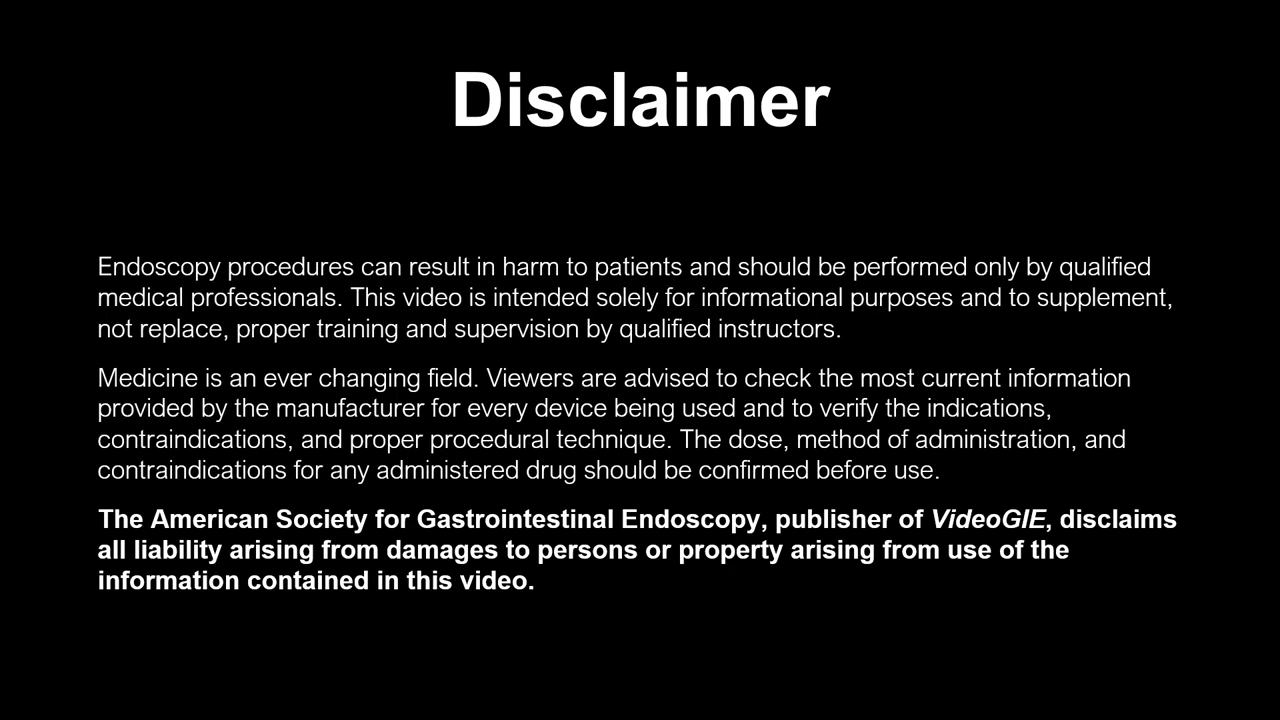 Disclaimer
Endoscopy procedures can result in harm to patients and should be performed only by qualified
medical professionals. This video is intended solely for informational purposes and to supplement,
not replace, proper training and supervision by qualified instructors.
Medicine is an ever changing field. Viewers are advised to check the most current information
provided by the manufacturer for every device being used and to verify the indications,
contraindications, and proper procedural technique. The dose, method of administration, and
contraindications for any administered drug should be confirmed before use.
The American Society for Gastrointestinal Endoscopy, publisher of VideoGIE, disclaims
all liability arising from damages to persons or property arising from use of the
information contained in this video.